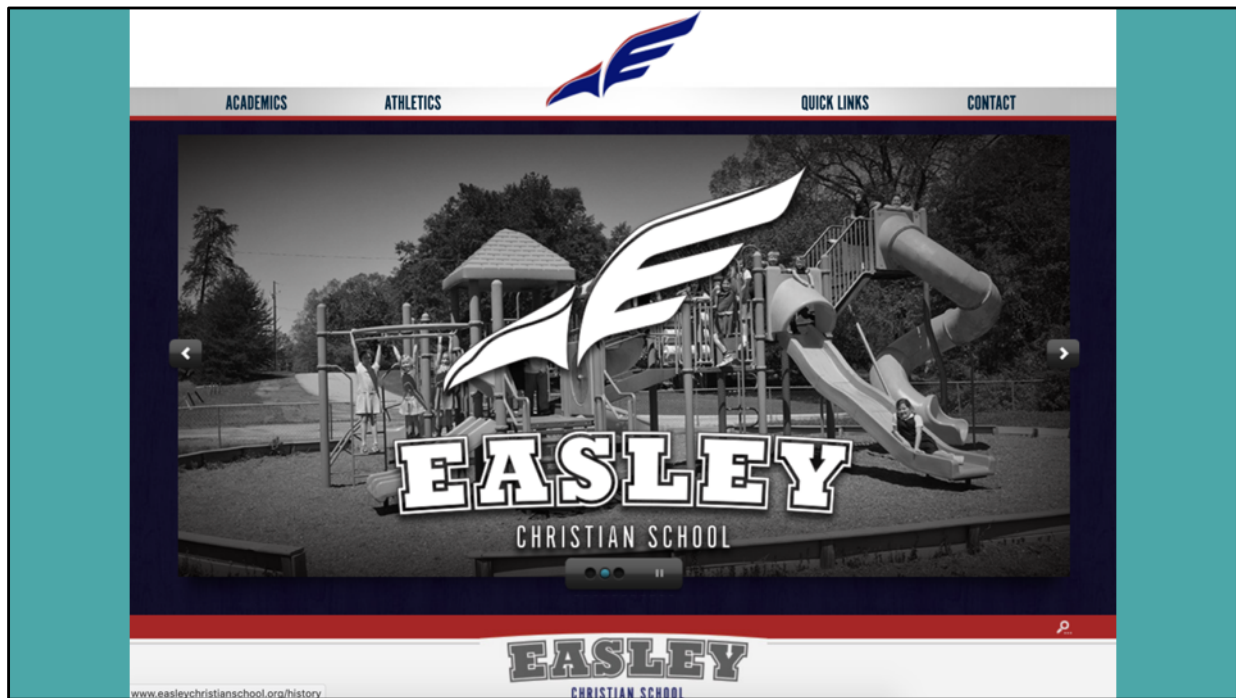 ACADEMICS ATHLETICS QUICK LINKS CONTACT
EASLEY
CHRISTIAN SCHOOL
EASLEY
CHRISTIAN SCHOOL
www.easleychristianschool.org/history